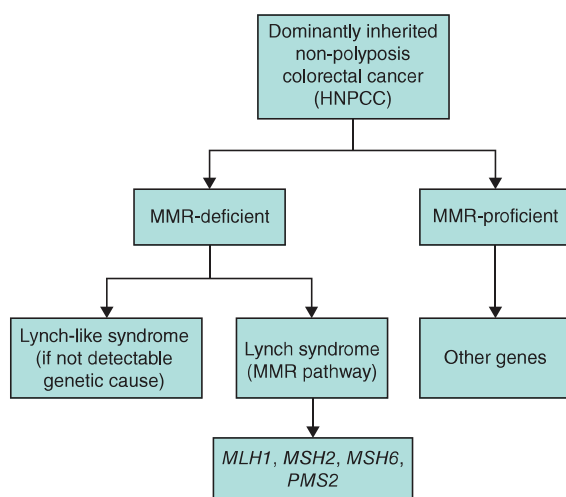 Dominantly inherited
non-polyposis
colorectal cancer
(HNPCC)
MMR-deficient
MMR-proficient
Lynch-like syndrome
(if not detectable
genetic cause)
Lynch syndrome
(MMR pathway)
Other genes
MLH1, MSH2, MSH6,
PMS2